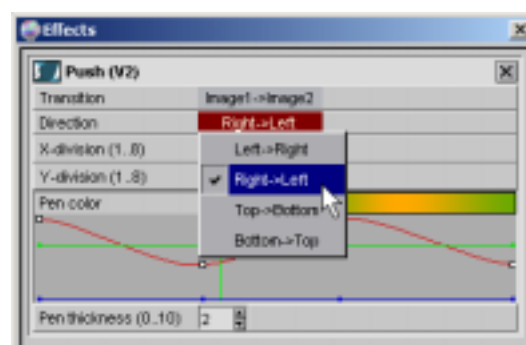 Effects
Push (V2)
Transition Image1->Image2
Direction Right->Left
X-division (1..8) Left->Right
Y-division (1..8) Right->Left
Pen color Top->Bottom
Bottom->Top
Pen thickness (0..10) 2